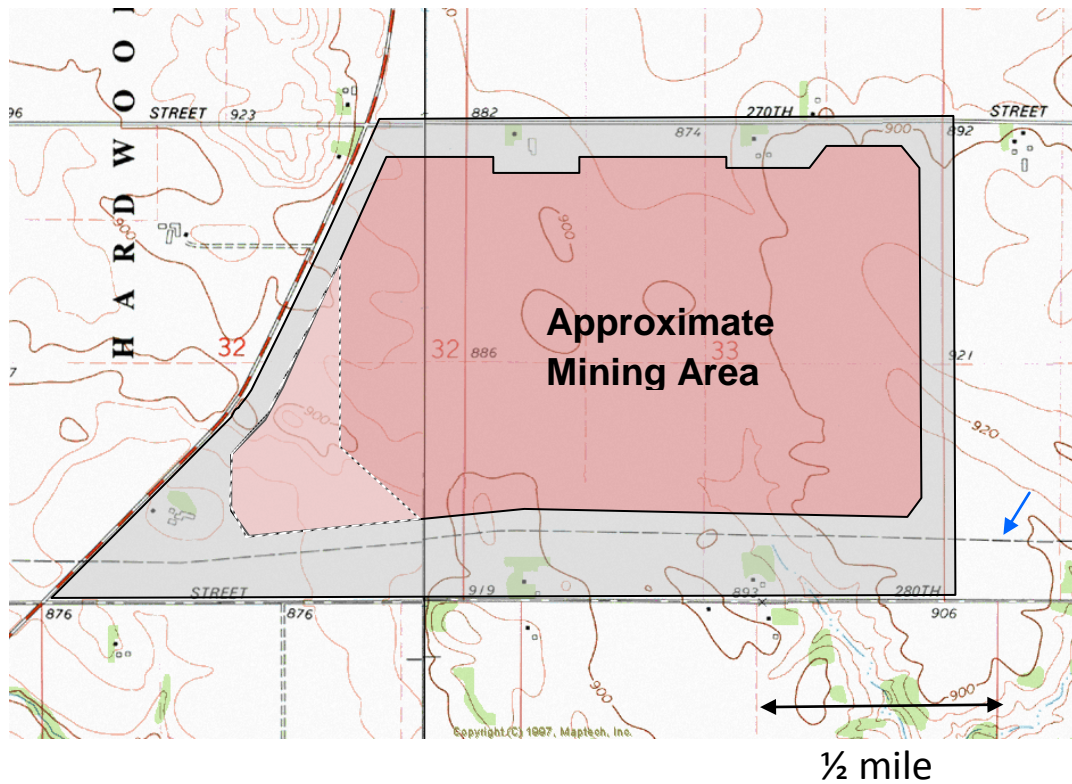 H A R D W O O
96
STREET
923
882
874
270TH
900
892
STREET
900
900
Approximate
Mining Area
32
32
886
33
921
7
920
900
STREET
919
893
280TH
876
876
906
900
900
Copyright (C) 1997, Maptech, Inc.
½ mile